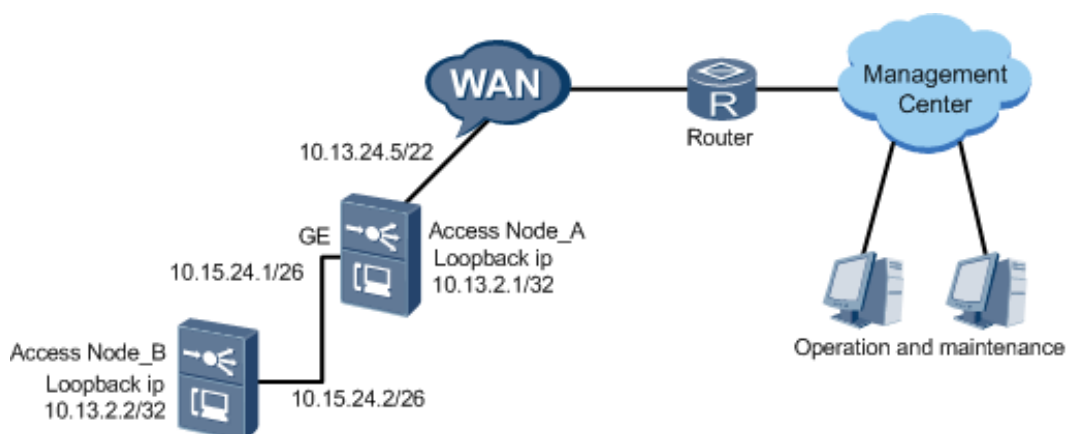 WAN
R
Router
Management
Center
10.13.24.5/22
GE
Access Node_A
Loopback ip
10.13.2.1/32
10.15.24.1/26
Access Node_B
Loopback ip
10.13.2.2/32
10.15.24.2/26
Operation and maintenance